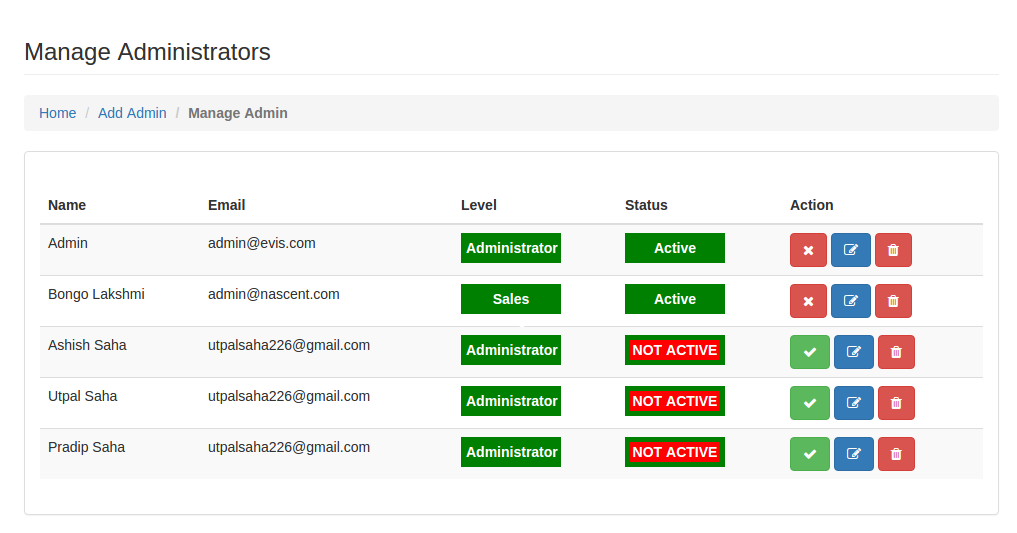 Manage Administrators
Home / Add Admin / Manage Admin
Name Email Level Status Action
Admin admin@evis.com Administrator Active
Bongo Lakshmi admin@nascent.com Sales Active
Ashish Saha utpalsaha226@gmail.com Administrator NOT ACTIVE
Utpal Saha utpalsaha226@gmail.com Administrator NOT ACTIVE
Pradip Saha utpalsaha226@gmail.com Administrator NOT ACTIVE